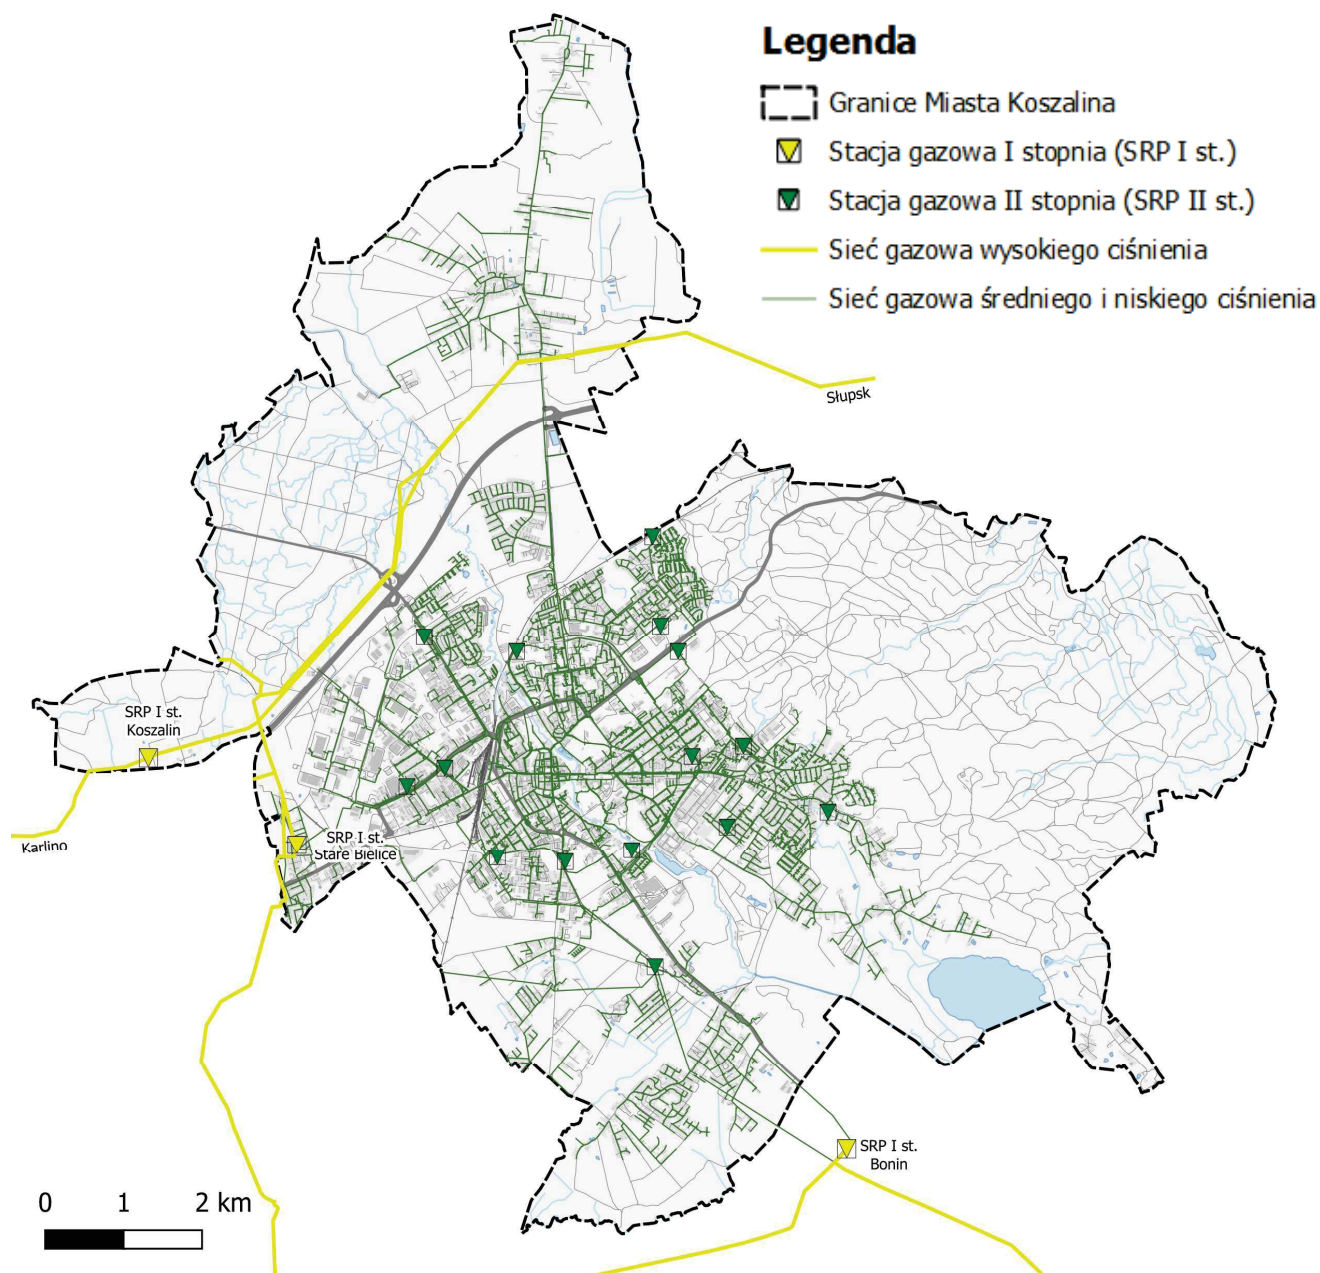 Legenda
Granice Miasta Koszalina
Stacja gazowa I stopnia (SRP I st.)
Stacja gazowa II stopnia (SRP II st.)
Sieć gazowa wysokiego ciśnienia
Sieć gazowa średniego i niskiego ciśnienia
Słupsk
SRP I st.
Koszalin
Karlino
SRP I st.
Stare Bielice
SRP I st.
Bonin
0 1 2 km